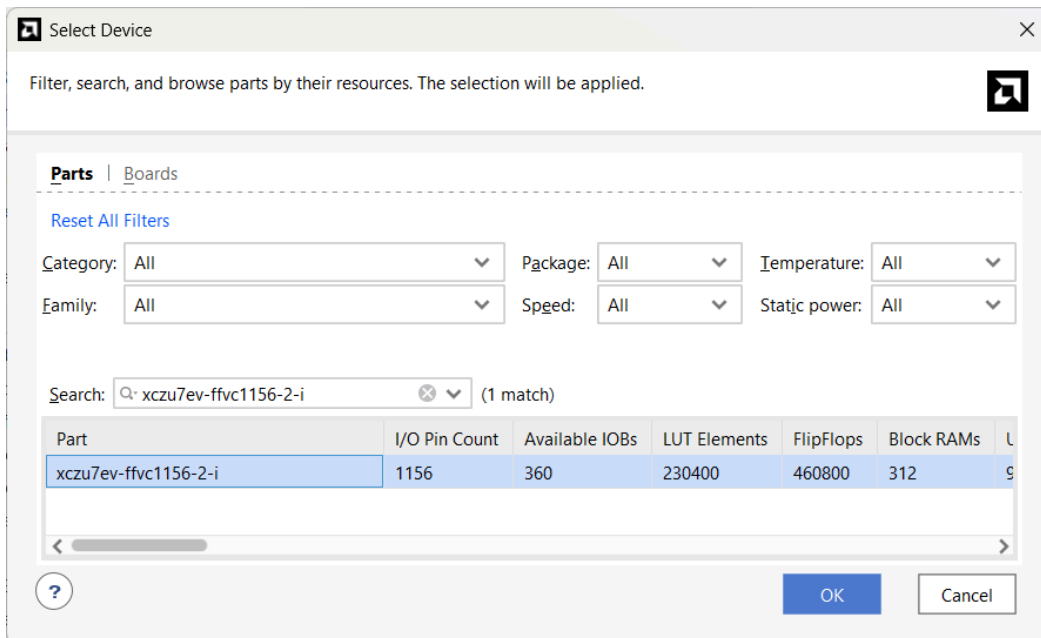 Select Device
Filter, search, and browse parts by their resources. The selection will be applied.
Parts | Boards
Reset All Filters
Category: All Package: All Temperature: All
Family: All Speed: All Static power: All
Search: xczu7ev-ffvc1156-2-i (1 match)
Part I/O Pin Count Available IOBs LUT Elements FlipFlops Block RAMs U
xczu7ev-ffvc1156-2-i 1156 360 230400 460800 312 9
? OK Cancel